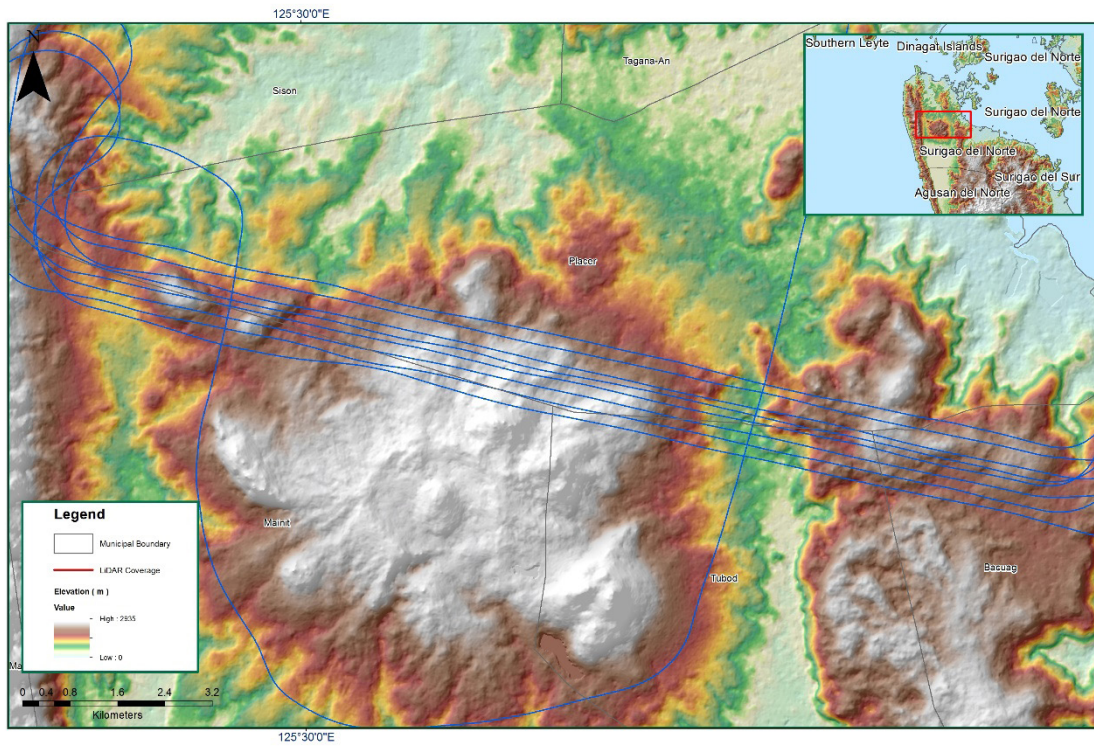 125°30'0"E
N
Southern Leyte
Dinagat Islands
Surigao del Norte
Surigao del Norte
Surigao del Norte
Surigao del Sur
Agusan del Norte
Tagana-An
Sison
Placer
Mainit
Tubod
Bacuag
Legend
Municipal Boundary
LiDAR Coverage
Elevation ( m )
Value
High : 2835
Low : 0
Ma
0 0.4 0.8 1.6 2.4 3.2
Kilometers
125°30'0"E